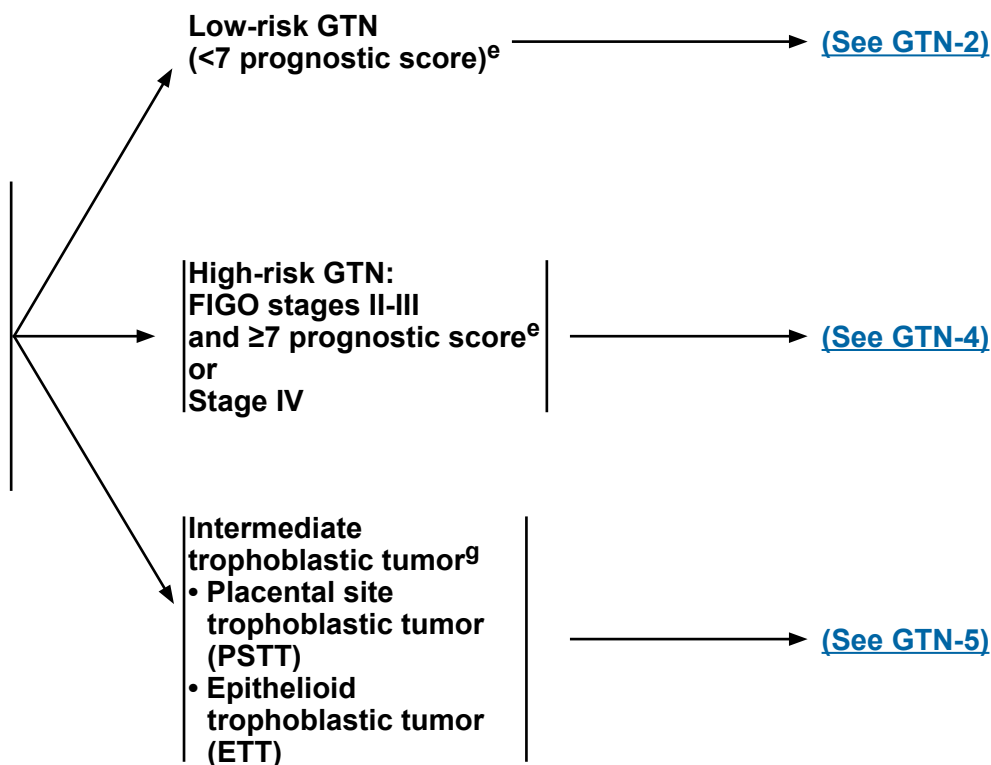 Low-risk GTN
(<7 prognostic score)e
(See GTN-2)
High-risk GTN:
FIGO stages II-III
and ≥7 prognostic scoree
or
Stage IV
(See GTN-4)
Intermediate
trophoblastic tumorg
• Placental site
trophoblastic tumor
(PSTT)
• Epithelioid
trophoblastic tumor
(ETT)
(See GTN-5)